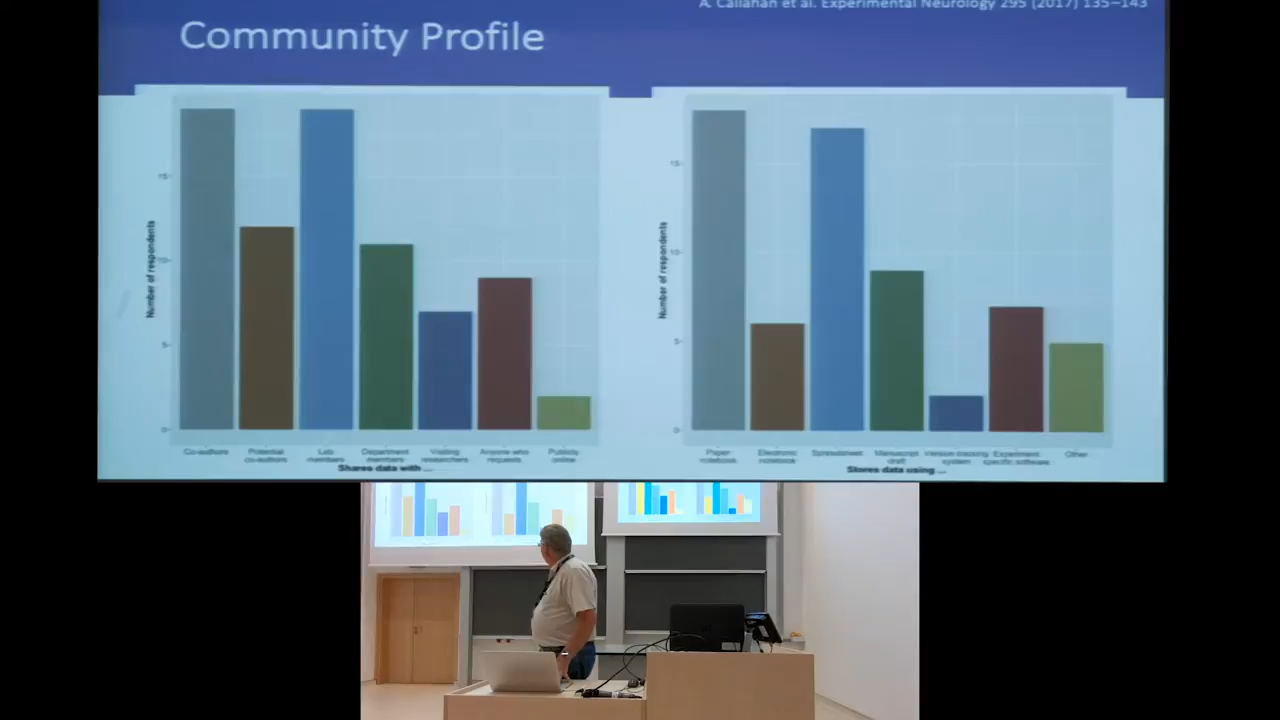 A. Callahan et al. Experimental Neurology 295 (2017) 135–143
Community Profile
Number of respondents
15
10
5
0
Co-authors
Potential co-authors
Lab members
Department members
Visiting researchers
Anyone who requests
Publicly online
Shares data with ...
Number of respondents
15
10
5
0
Paper notebook
Electronic notebook
Spreadsheet
Manuscript draft
Version tracking system
Experiment specific software
Other
Stores data using ...